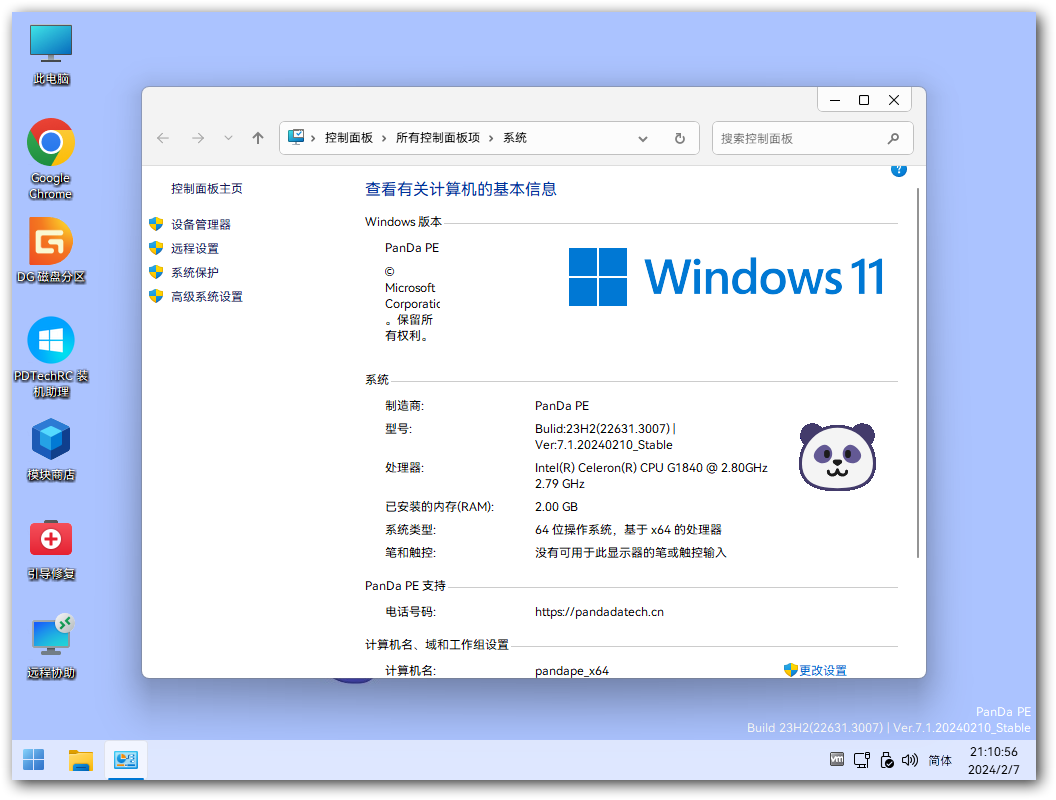 此电脑
Google
Chrome
DG 磁盘分区
PDTechRC 装
机助理
模块商店
引导修复
远程协助
控制面板
所有控制面板项
系统
搜索控制面板
?
控制面板主页
设备管理器
远程设置
系统保护
高级系统设置
查看有关计算机的基本信息
Windows 版本
PanDa PE
©
Microsoft
Corporatic
。保留所
有权利。
Windows 11
系统
制造商: PanDa PE
型号: Bulid:23H2(22631.3007) |
Ver:7.1.20240210_Stable
处理器: Intel(R) Celeron(R) CPU G1840 @ 2.80GHz
2.79 GHz
已安装的内存(RAM): 2.00 GB
系统类型: 64 位操作系统，基于 x64 的处理器
笔和触控: 没有可用于此显示器的笔或触控输入
PanDa PE 支持
电话号码: https://pandadatech.cn
计算机名、域和工作组设置
计算机名: pandape_x64 更改设置
PanDa PE
Build 23H2(22631.3007) | Ver.7.1.20240210_Stable
vm
简体
21:10:56
2024/2/7